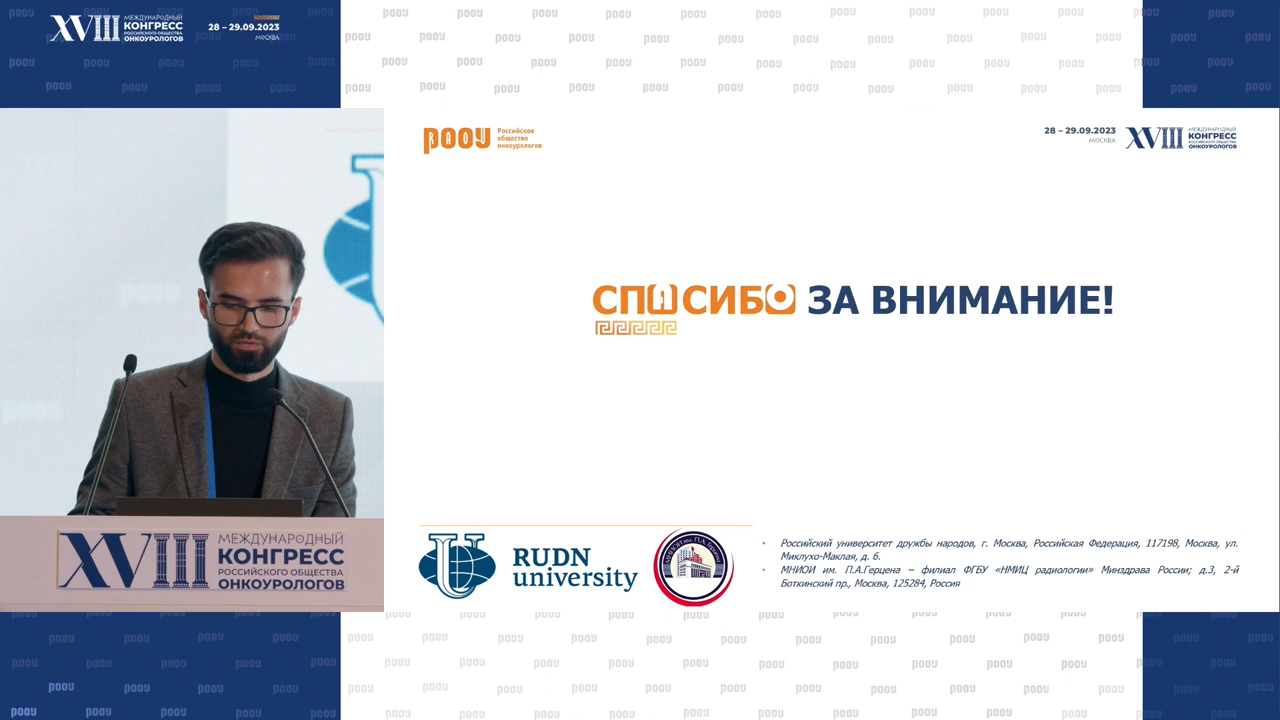 XVIII МЕЖДУНАРОДНЫЙ
КОНГРЕСС
РОССИЙСКОГО ОБЩЕСТВА
ОНКОУРОЛОГОВ
28 – 29.09.2023
МОСКВА
РООУ
Российское
общество
онкоурологов
28 – 29.09.2023
МОСКВА
XVIII МЕЖДУНАРОДНЫЙ
КОНГРЕСС
РОССИЙСКОГО ОБЩЕСТВА
ОНКОУРОЛОГОВ
СПАСИБО ЗА ВНИМАНИЕ!
XVIII МЕЖДУНАРОДНЫЙ
КОНГРЕСС
РОССИЙСКОГО ОБЩЕСТВА
ОНКОУРОЛОГОВ
RUDN
university
• Российский университет дружбы народов, г. Москва, Российская Федерация, 117198, Москва, ул.
Миклухо-Маклая, д. 6.
• МНИОИ им. П.А.Герцена – филиал ФГБУ «НМИЦ радиологии» Минздрава России; д.3, 2-й
Боткинский пр., Москва, 125284, Россия